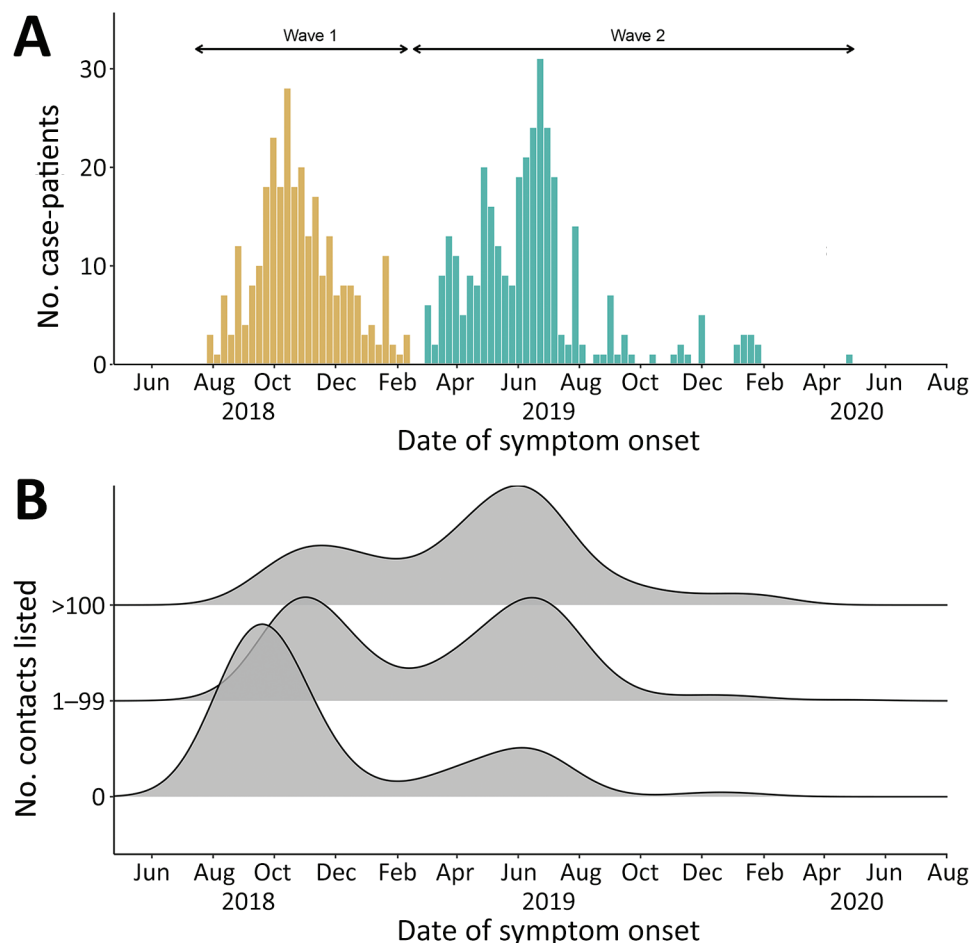 A
Wave 1
Wave 2
No. case-patients
30
20
10
0
Jun Aug Oct Dec Feb Apr Jun Aug Oct Dec Feb Apr Jun Aug
2018 2019 2020
Date of symptom onset
B
No. contacts listed
>100
1–99
0
Jun Aug Oct Dec Feb Apr Jun Aug Oct Dec Feb Apr Jun Aug
2018 2019 2020
Date of symptom onset